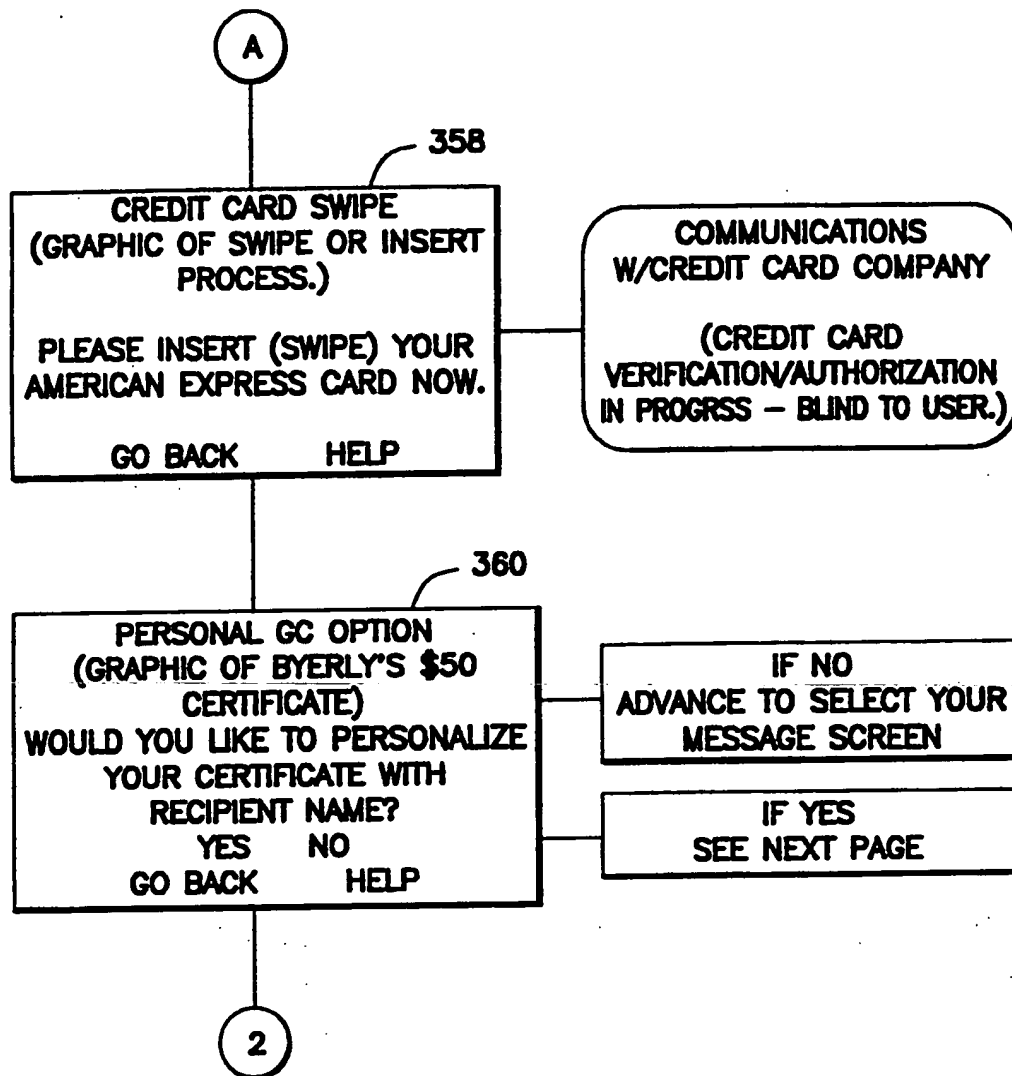 A
358
CREDIT CARD SWIPE
(GRAPHIC OF SWIPE OR INSERT
PROCESS.)
PLEASE INSERT (SWIPE) YOUR
AMERICAN EXPRESS CARD NOW.
GO BACK HELP
COMMUNICATIONS
W/CREDIT CARD COMPANY
(CREDIT CARD
VERIFICATION/AUTHORIZATION
IN PROGRSS – BLIND TO USER.)
360
PERSONAL GC OPTION
(GRAPHIC OF BYERLY'S $50
CERTIFICATE)
WOULD YOU LIKE TO PERSONALIZE
YOUR CERTIFICATE WITH
RECIPIENT NAME?
YES NO
GO BACK HELP
IF NO
ADVANCE TO SELECT YOUR
MESSAGE SCREEN
IF YES
SEE NEXT PAGE
2